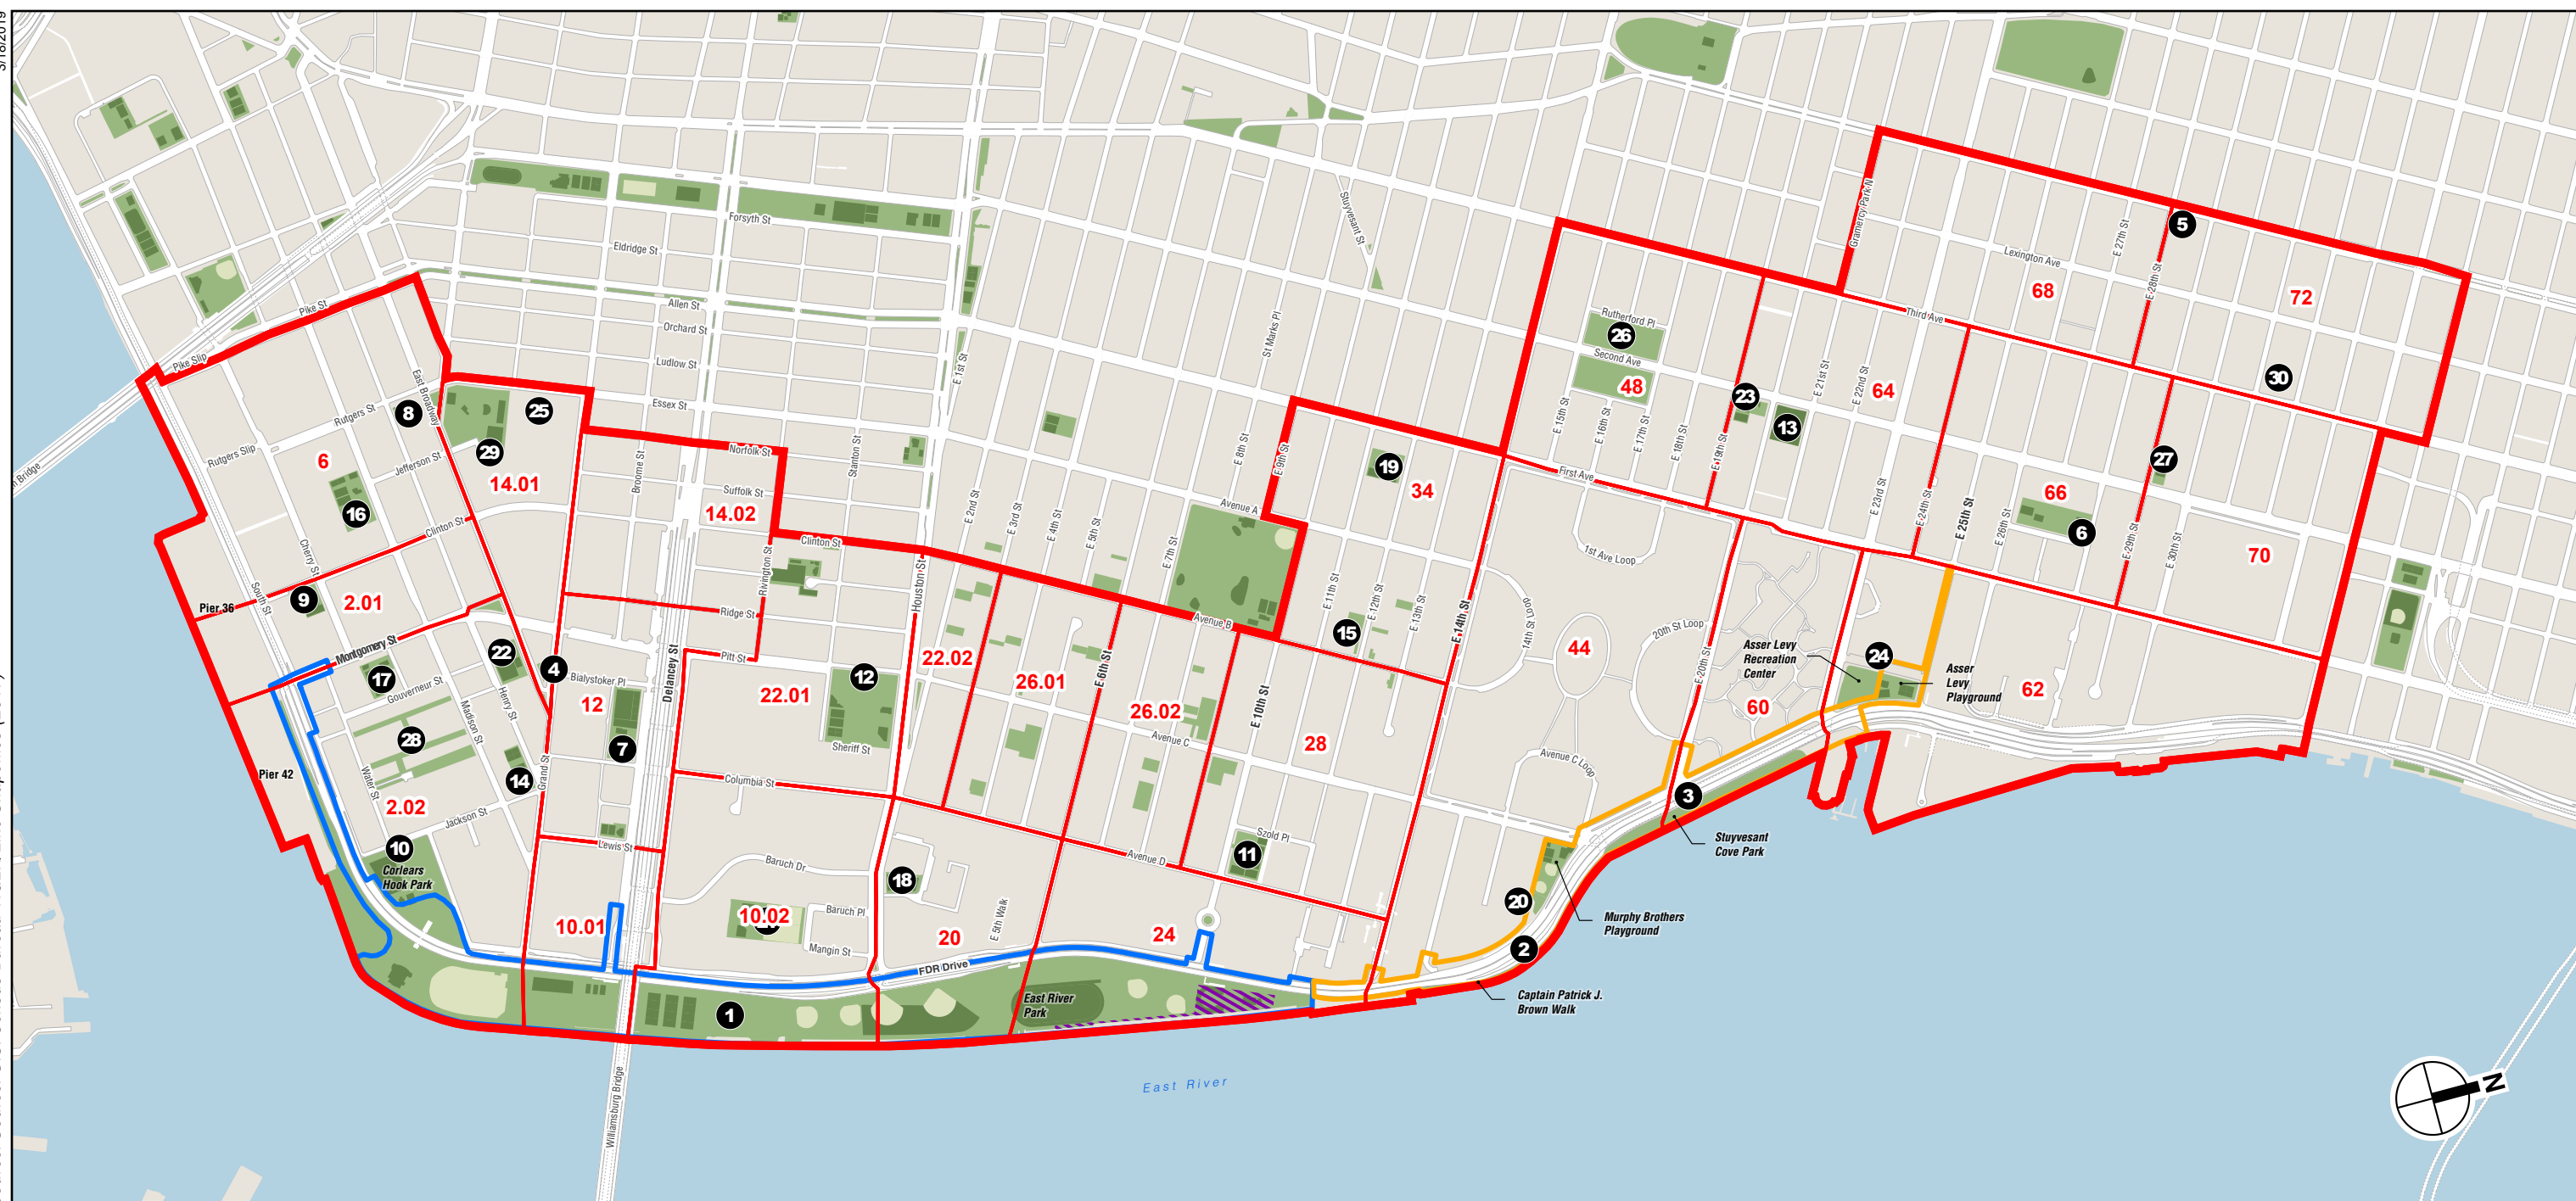 3/18/2019
Forsyth St
Eldridge St
Allen St
Orchard St
Ludlow St
Essex St
Norfolk St
Suffolk St
Clinton St
Broome St
Stanton St
Rivington St
Ridge St
Pitt St
Delancey St
Houston St
Pike St
Pike Slip
East Broadway
Rutgers St
Rutgers Slip
Jefferson St
Clinton St
Cherry St
South St
Pier 36
Montgomery St
Gouverneur St
Madison St
Henry St
Water St
Jackson St
Grand St
Bialystoker Pl
Lewis St
Pier 42
Corlears
Hook Park
Sheriff St
Columbia St
Baruch Dr
Baruch Pl
Mangin St
FDR Drive
Williamsburg Bridge
East River
Park
East River
E 1st St
E 2nd St
E 3rd St
E 4th St
E 5th St
E 5th Walk
E 6th St
E 7th St
E 8th St
St Marks Pl
E 9th St
E 10th St
E 11th St
E 12th St
E 13th St
E 14th St
Stuyvesant St
Avenue A
Avenue B
Avenue C
Avenue D
Szold Pl
First Ave
1st Ave Loop
14th St Loop
20th St Loop
Avenue C Loop
Rutherford Pl
Second Ave
E 15th St
E 16th St
E 17th St
E 18th St
E 19th St
E 20th St
E 21st St
E 22nd St
E 23rd St
E 24th St
E 25th St
E 26th St
E 27th St
E 28th St
E 29th St
E 30th St
Gramercy Park N
Lexington Ave
Third Ave
Asser Levy
Recreation
Center
Asser
Levy
Playground
Stuyvesant
Cove Park
Murphy Brothers
Playground
Captain Patrick J.
Brown Walk
6
14.01
14.02
2.01
2.02
12
10.01
10.02
22.01
22.02
26.01
26.02
20
24
28
34
44
48
60
62
64
66
68
70
72
1
2
3
4
5
6
7
8
9
10
11
12
13
14
15
16
17
18
19
20
22
23
24
25
26
27
28
29
30
N